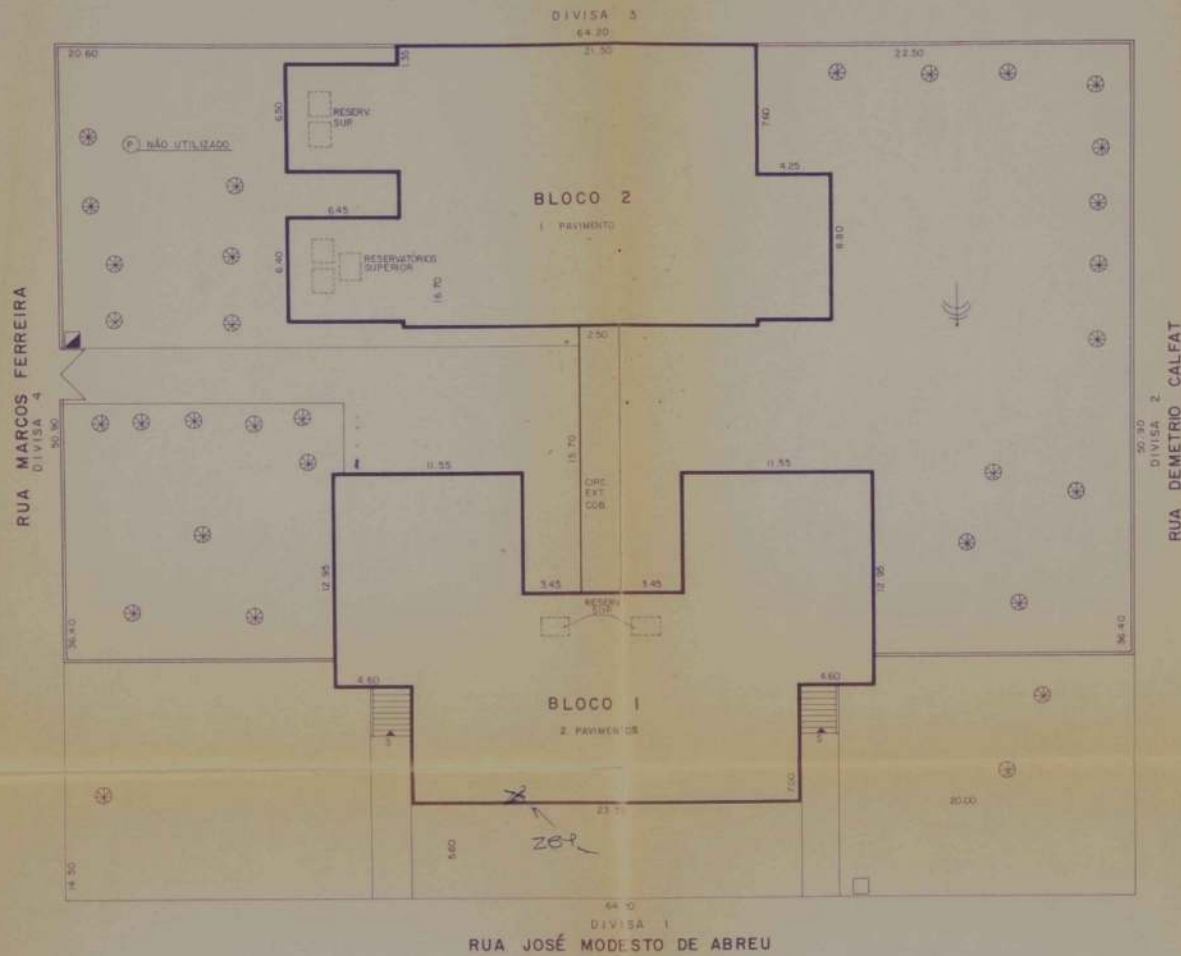 DIVISA 3
64.20
20.60
21.50
22.50
1.35
6.50
RESERV.
SUP.
7.60
P NÃO UTILIZADO
4.25
BLOCO 2
1 PAVIMENTO
6.45
6.40
RESERVATÓRIOS
SUPERIOR
8.80
16.70
2.50
RUA MARCOS FERREIRA
DIVISA 4
50.90
RUA DEMETRIO CALFAT
DIVISA 2
50.90
15.70
11.55
11.55
CIRC.
EXT.
COB.
12.95
12.95
3.45
3.45
RESERV.
SUP.
36.40
36.40
4.60
4.60
BLOCO 1
2 PAVIMENTOS
S
S
7.00
20.00
5.60
14.50
DIVISA 1
RUA JOSÉ MODESTO DE ABREU